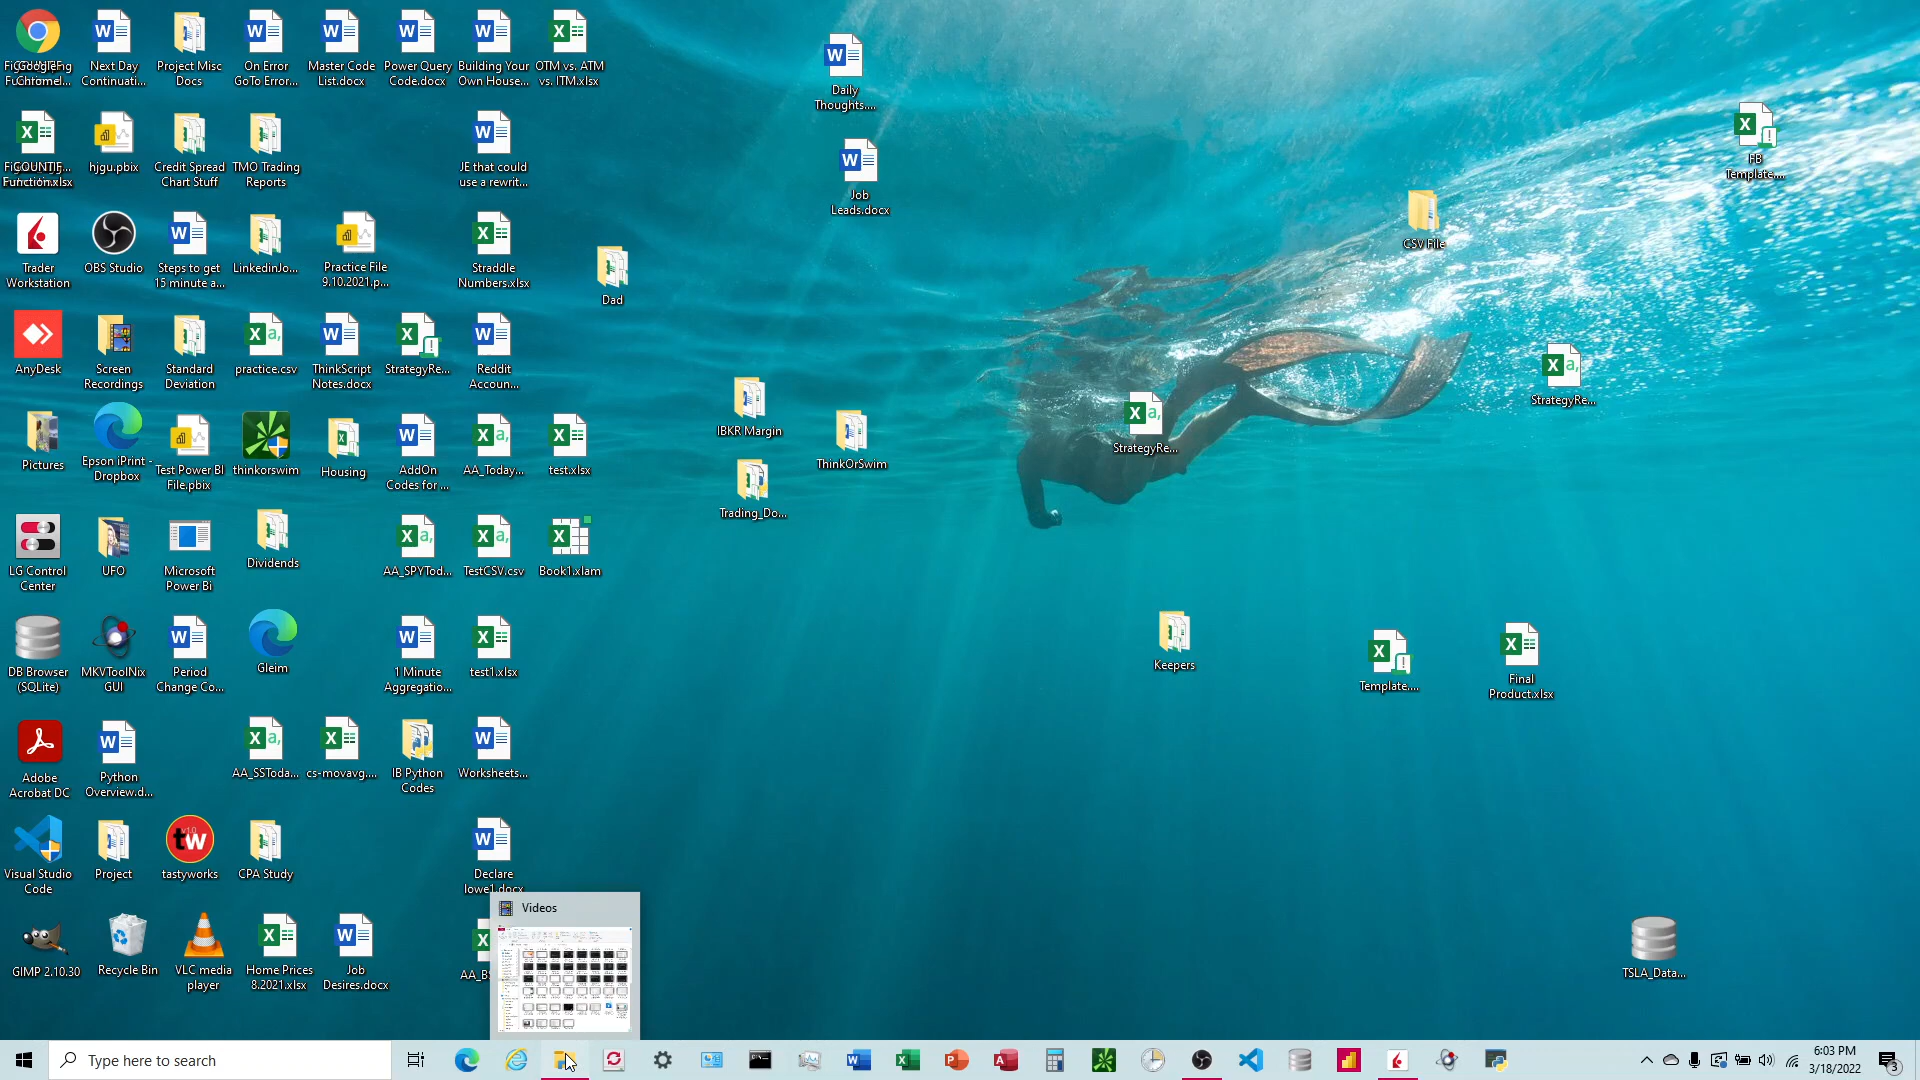 Next Day
Continuati...
Project Misc
Docs
On Error
GoTo Error...
Master Code
List.docx
Power Query
Code.docx
Building Your
Own House...
OTM vs. ATM
vs. ITM.xlsx
Daily
Thoughts....
FB
Template....
Function.xlsx
hjgu.pbix
Credit Spread
Chart Stuff
TMO Trading
Reports
JE that could
use a rewrit...
Job
Leads.docx
CSV File
Trader
Workstation
OBS Studio
Steps to get
15 minute a...
LinkedinJo...
Practice File
9.10.2021.p...
Straddle
Numbers.xlsx
Dad
AnyDesk
Screen
Recordings
Standard
Deviation
practice.csv
ThinkScript
Notes.docx
StrategyRe...
Reddit
Accoun...
StrategyRe...
IBKR Margin
StrategyRe...
Pictures
Epson iPrint -
Dropbox
Test Power BI
File.pbix
thinkorswim
Housing
AddOn
Codes for ...
AA_Today...
test.xlsx
ThinkOrSwim
Trading_Do...
LG Control
Center
UFO
Microsoft
Power Bi
Dividends
AA_SPYTod...
TestCSV.csv
Book1.xlam
DB Browser
(SQLite)
MKVToolNix
GUI
Period
Change Co...
Gleim
1 Minute
Aggregatio...
test1.xlsx
Keepers
Template....
Final
Product.xlsx
Adobe
Acrobat DC
Python
Overview.d...
AA_SSToda...
cs-movavg....
IB Python
Codes
Worksheets...
Visual Studio
Code
Project
tastyworks
CPA Study
Declare
lowe1.docx
Videos
GIMP 2.10.30
Recycle Bin
VLC media
player
Home Prices
8.2021.xlsx
Job
Desires.docx
AA_B
TSLA_Data...
Type here to search
6:03 PM
3/18/2022
3